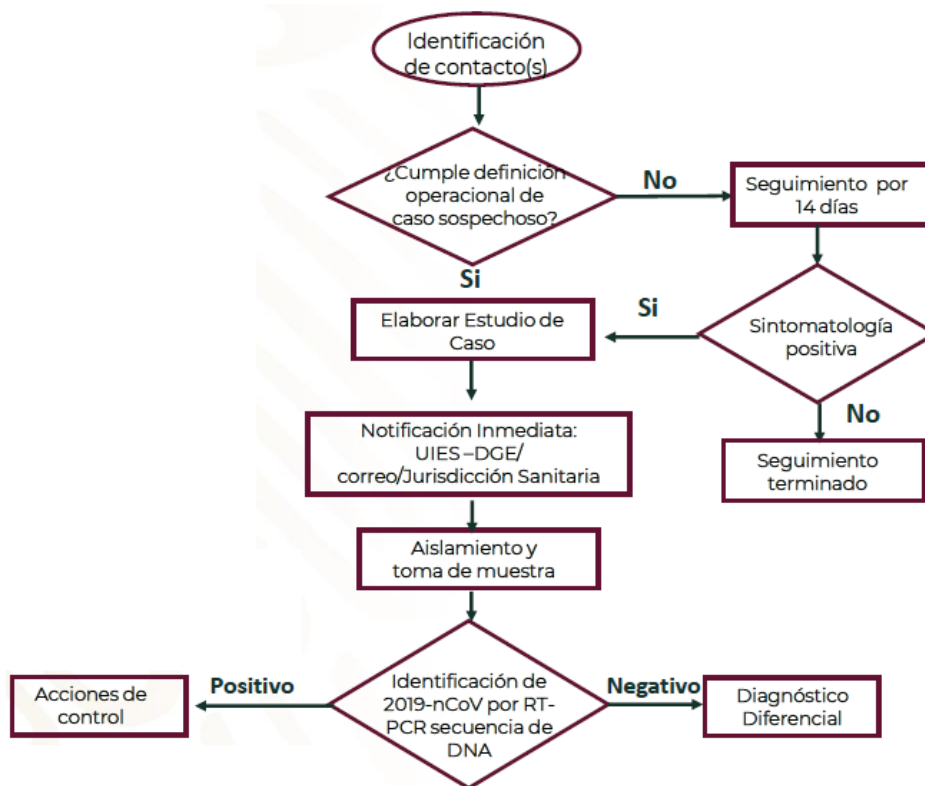 Identificación
de contacto(s)
¿Cumple definición
operacional de
caso sospechoso?
No
Seguimiento por
14 días
Si
Elaborar Estudio de
Caso
Si
Sintomatología
positiva
No
Seguimiento
terminado
Notificación Inmediata:
UIES –DGE/
correo/Jurisdicción Sanitaria
Aislamiento y
toma de muestra
Identificación de
2019-nCoV por RT-
PCR secuencia de
DNA
Positivo
Acciones de
control
Negativo
Diagnóstico
Diferencial